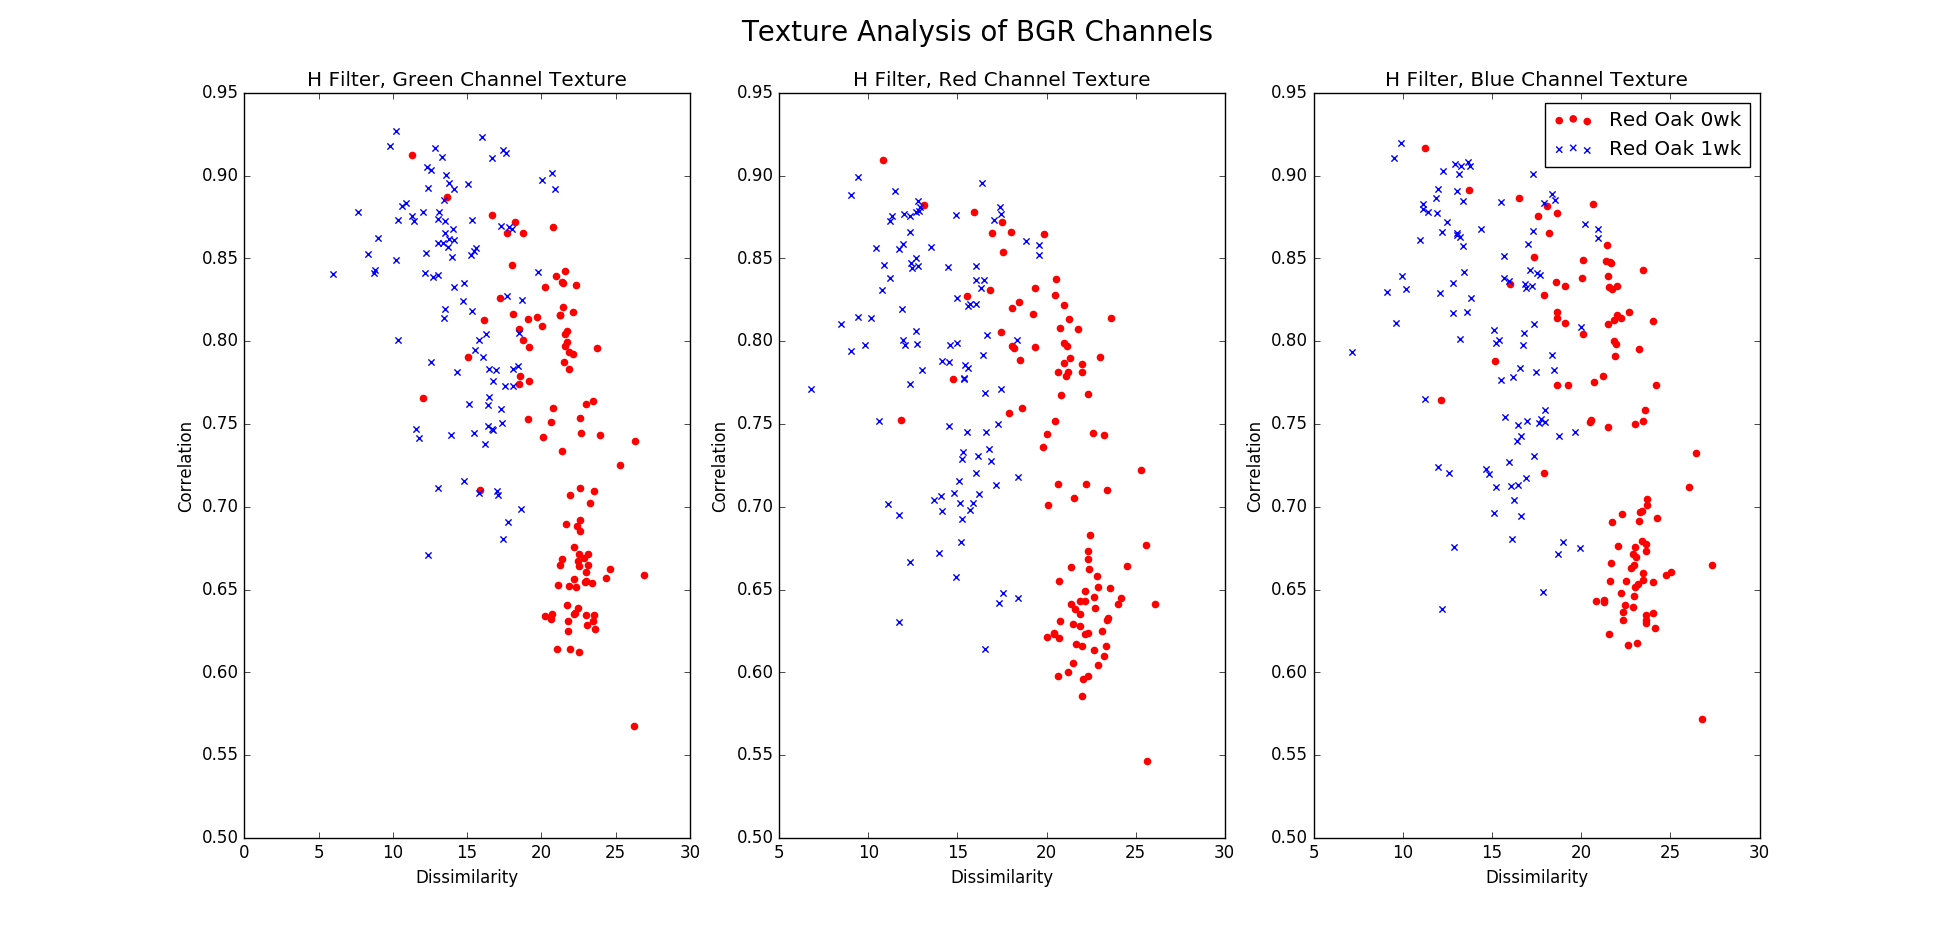 Texture Analysis of BGR Channels
H Filter, Green Channel Texture
0.95
0.90
0.85
0.80
0.75
0.70
0.65
0.60
0.55
0.50
Correlation
0 5 10 15 20 25 30
Dissimilarity
H Filter, Red Channel Texture
0.95
0.90
0.85
0.80
0.75
0.70
0.65
0.60
0.55
0.50
Correlation
5 10 15 20 25 30
Dissimilarity
H Filter, Blue Channel Texture
Red Oak 0wk
Red Oak 1wk
0.95
0.90
0.85
0.80
0.75
0.70
0.65
0.60
0.55
0.50
Correlation
5 10 15 20 25 30
Dissimilarity